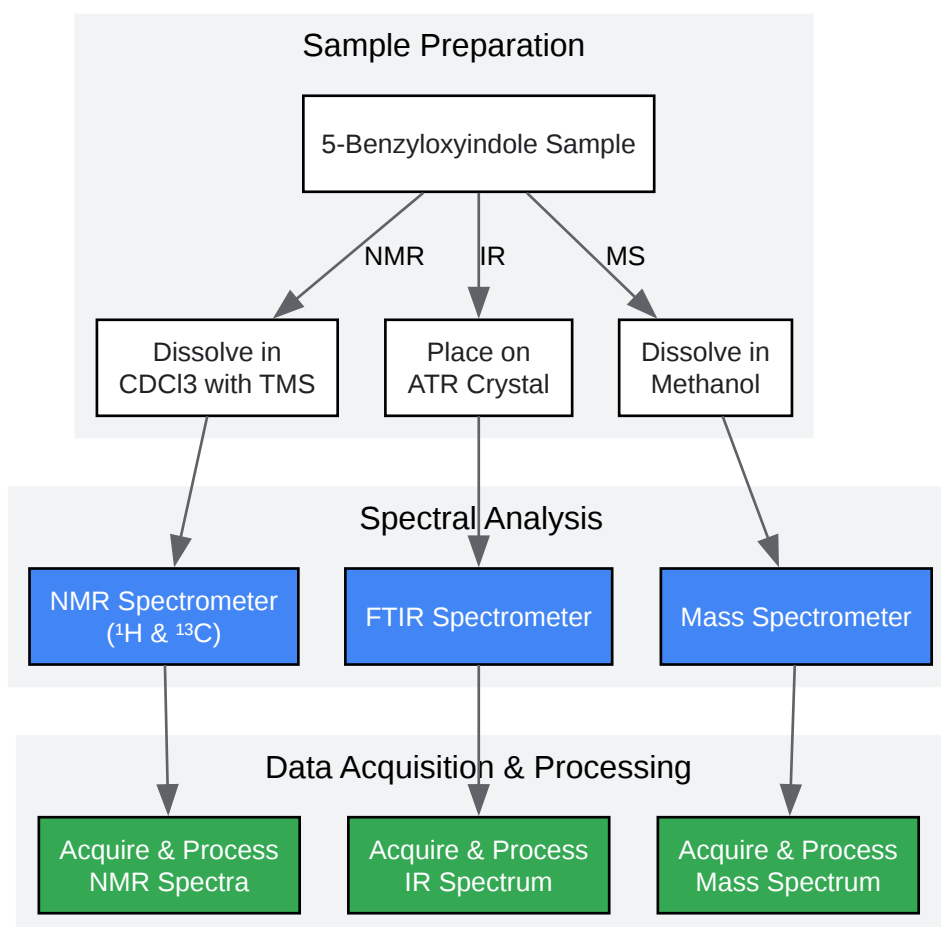 Sample Preparation
5-Benzyloxyindole Sample
NMR
IR
MS
Dissolve in
CDCl3 with TMS
Place on
ATR Crystal
Dissolve in
Methanol
Spectral Analysis
NMR Spectrometer
(¹H & ¹³C)
FTIR Spectrometer
Mass Spectrometer
Data Acquisition & Processing
Acquire & Process
NMR Spectra
Acquire & Process
IR Spectrum
Acquire & Process
Mass Spectrum